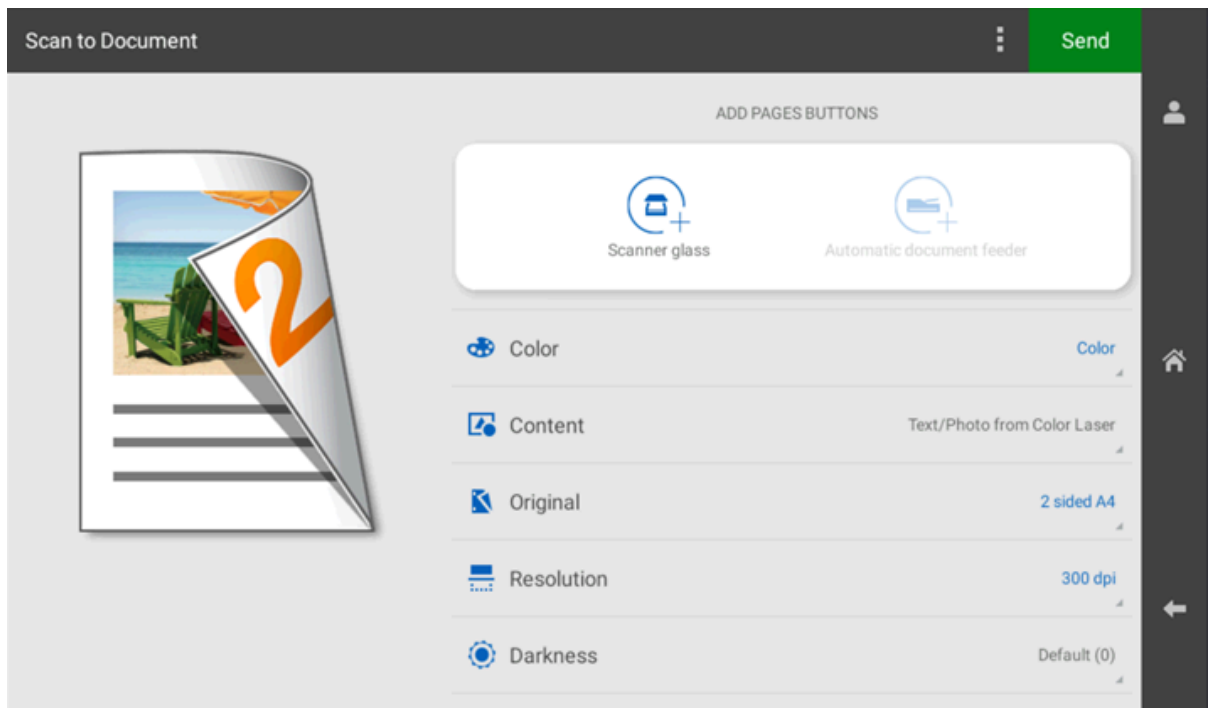 Scan to Document
Send
ADD PAGES BUTTONS
Scanner glass
Automatic document feeder
2
Color
Color
Content
Text/Photo from Color Laser
Original
2 sided A4
Resolution
300 dpi
Darkness
Default (0)